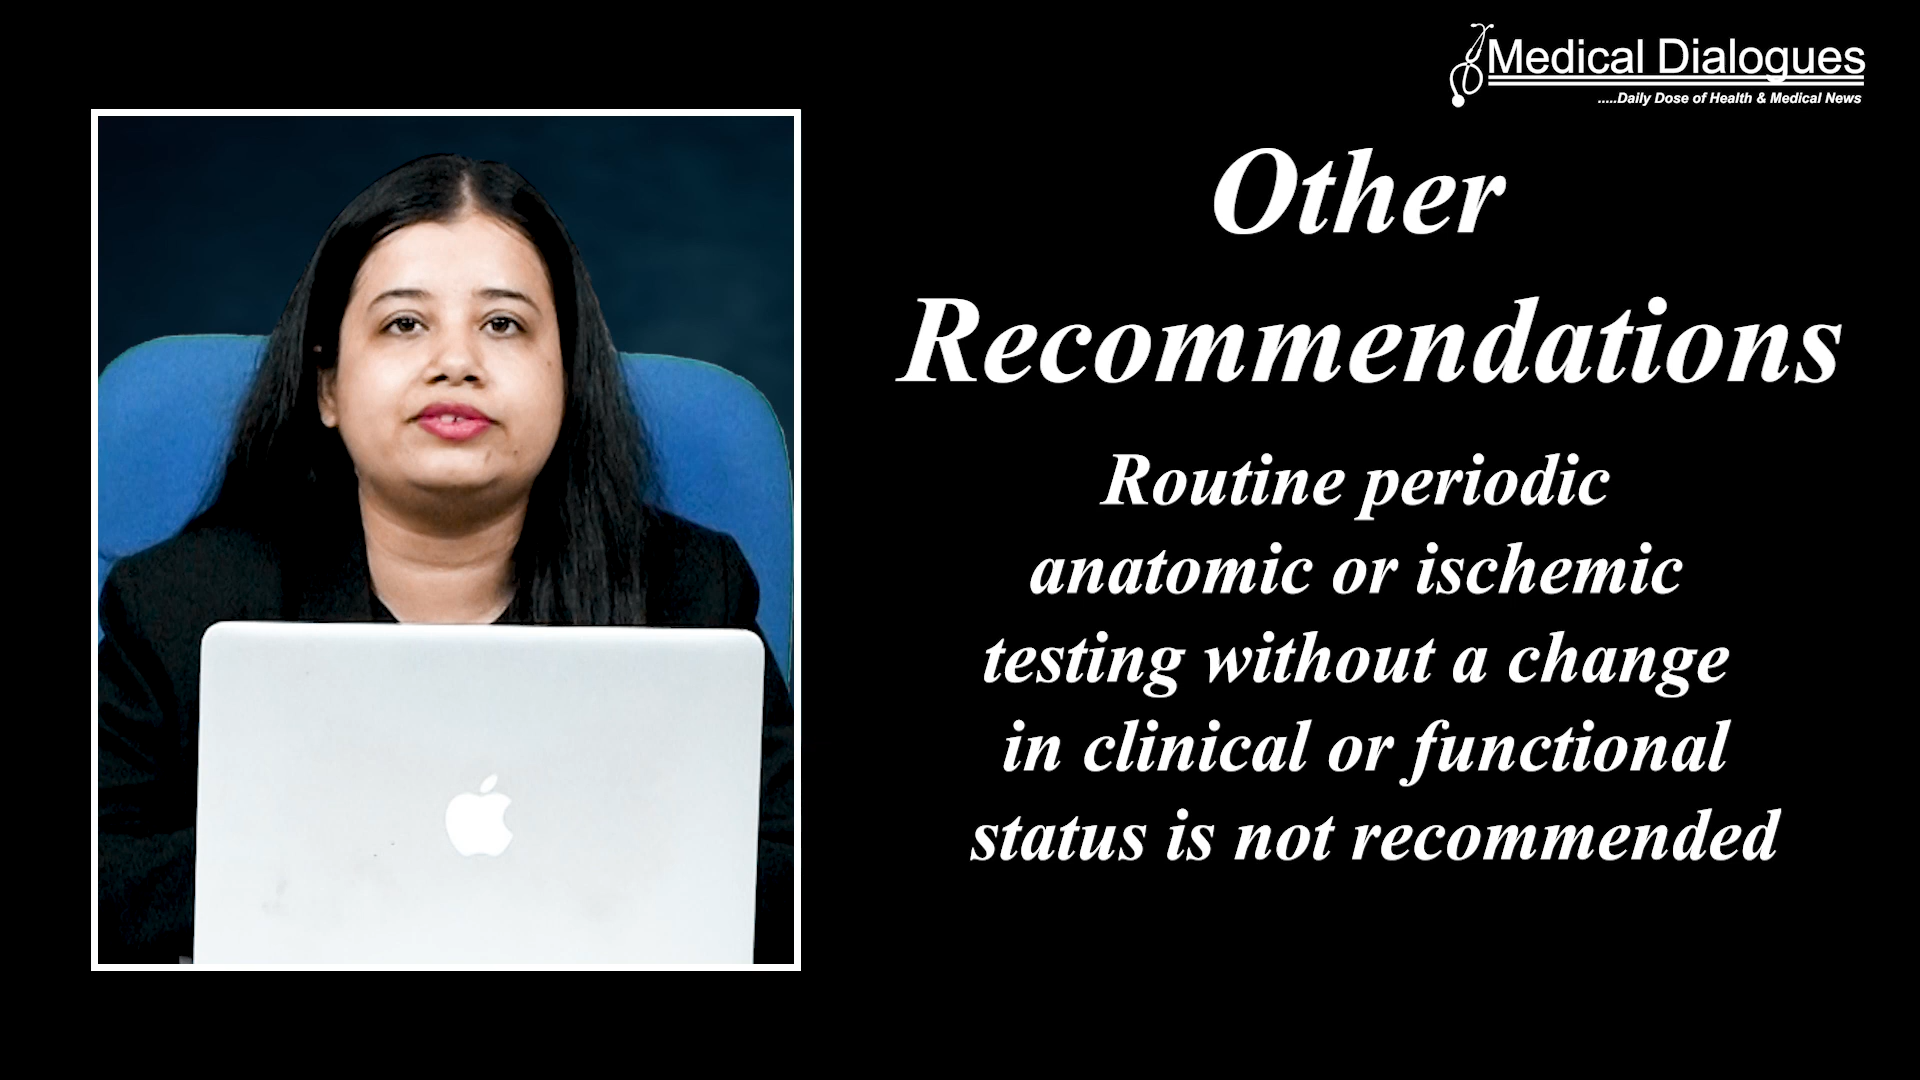 Medical Dialogues
.....Daily Dose of Health & Medical News
Other
Recommendations
Routine periodic
anatomic or ischemic
testing without a change
in clinical or functional
status is not recommended